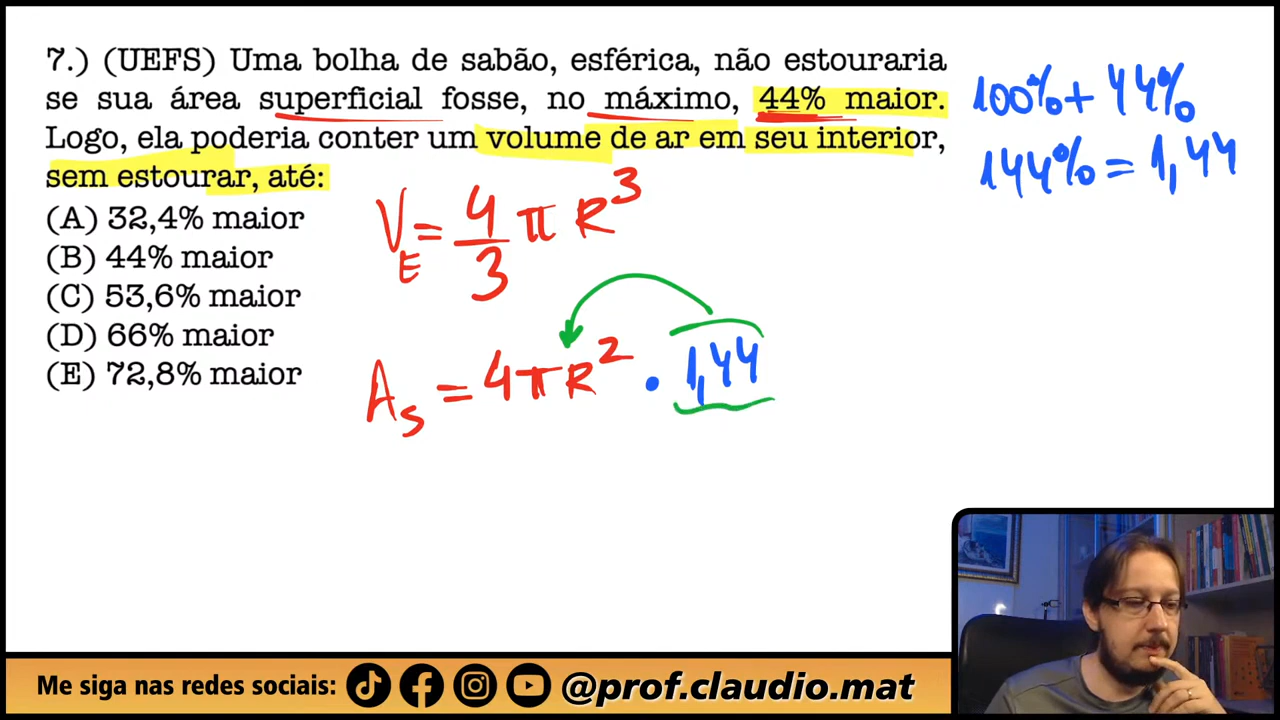 7.) (UEFS) Uma bolha de sabão, esférica, não estouraria
se sua área superficial fosse, no máximo, 44% maior.
Logo, ela poderia conter um volume de ar em seu interior,
sem estourar, até:
(A) 32,4% maior
(B) 44% maior
(C) 53,6% maior
(D) 66% maior
(E) 72,8% maior
100% + 44%
144% = 1,44
V_E = 4/3 π R³
A_S = 4πR² · 1,44
Me siga nas redes sociais: @prof.claudio.mat